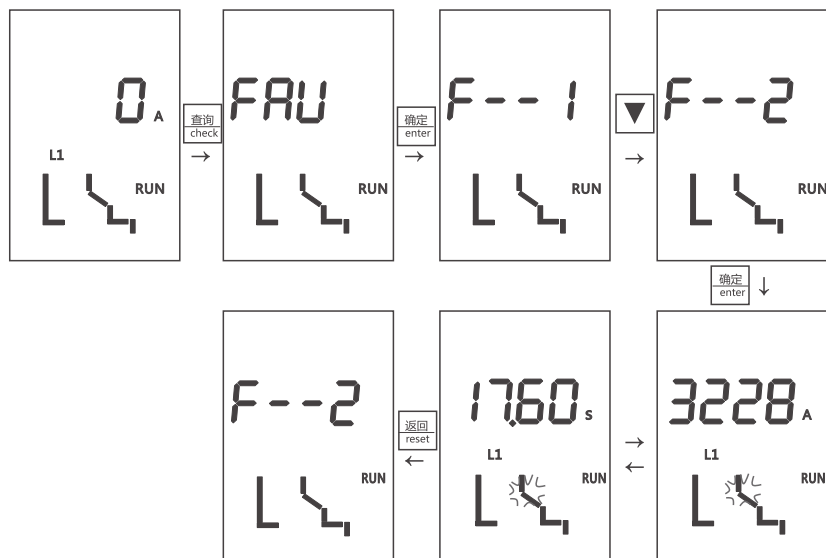 0 A
L1
RUN
查询
check
→
FAU
RUN
确定
enter
→
F--1
RUN
▼
→
F--2
RUN
确定
enter
↓
3228 A
L1
RUN
→
←
17.60 s
L1
RUN
返回
reset
←
F--2
RUN